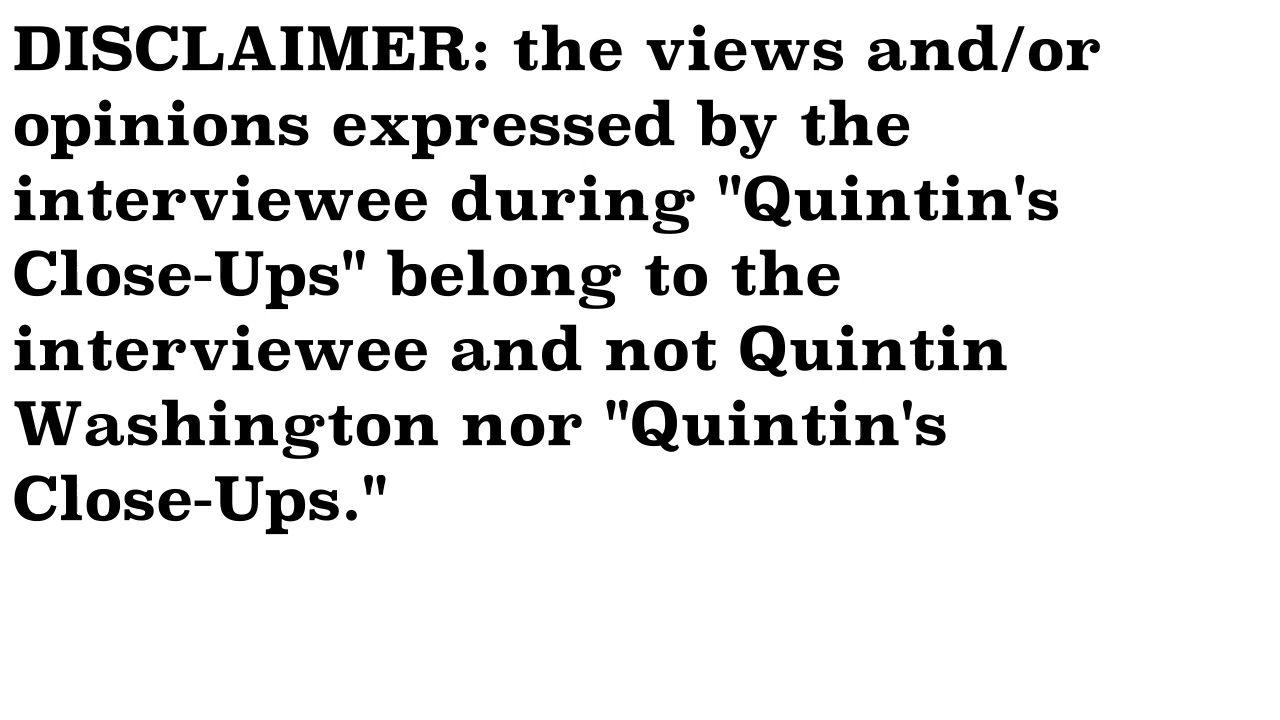 DISCLAIMER: the views and/or
opinions expressed by the
interviewee during "Quintin's
Close-Ups" belong to the
interviewee and not Quintin
Washington nor "Quintin's
Close-Ups."